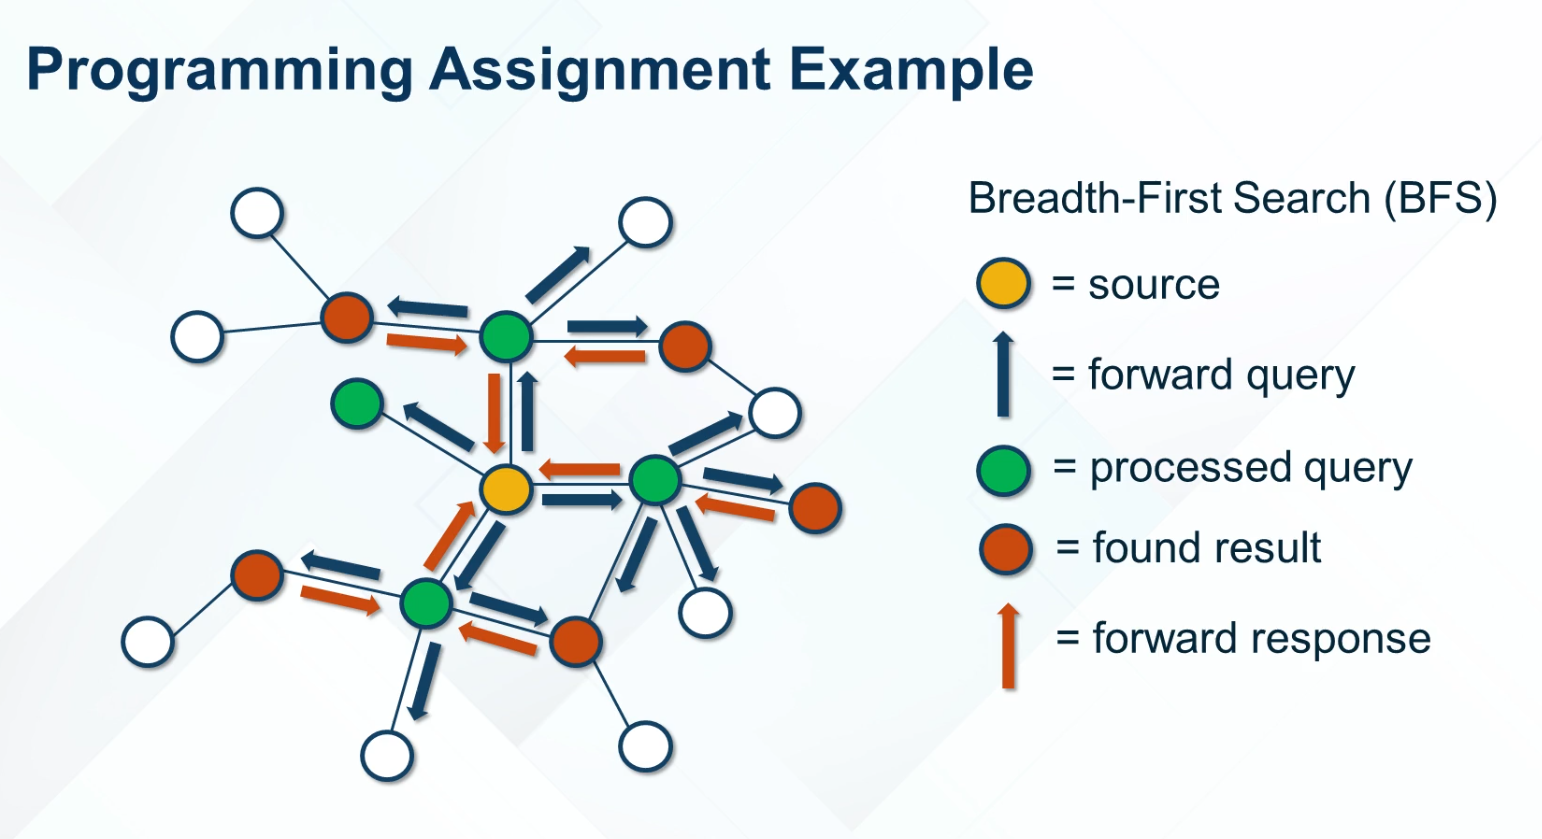 Programming Assignment Example
Breadth-First Search (BFS)
= source
= forward query
= processed query
= found result
= forward response